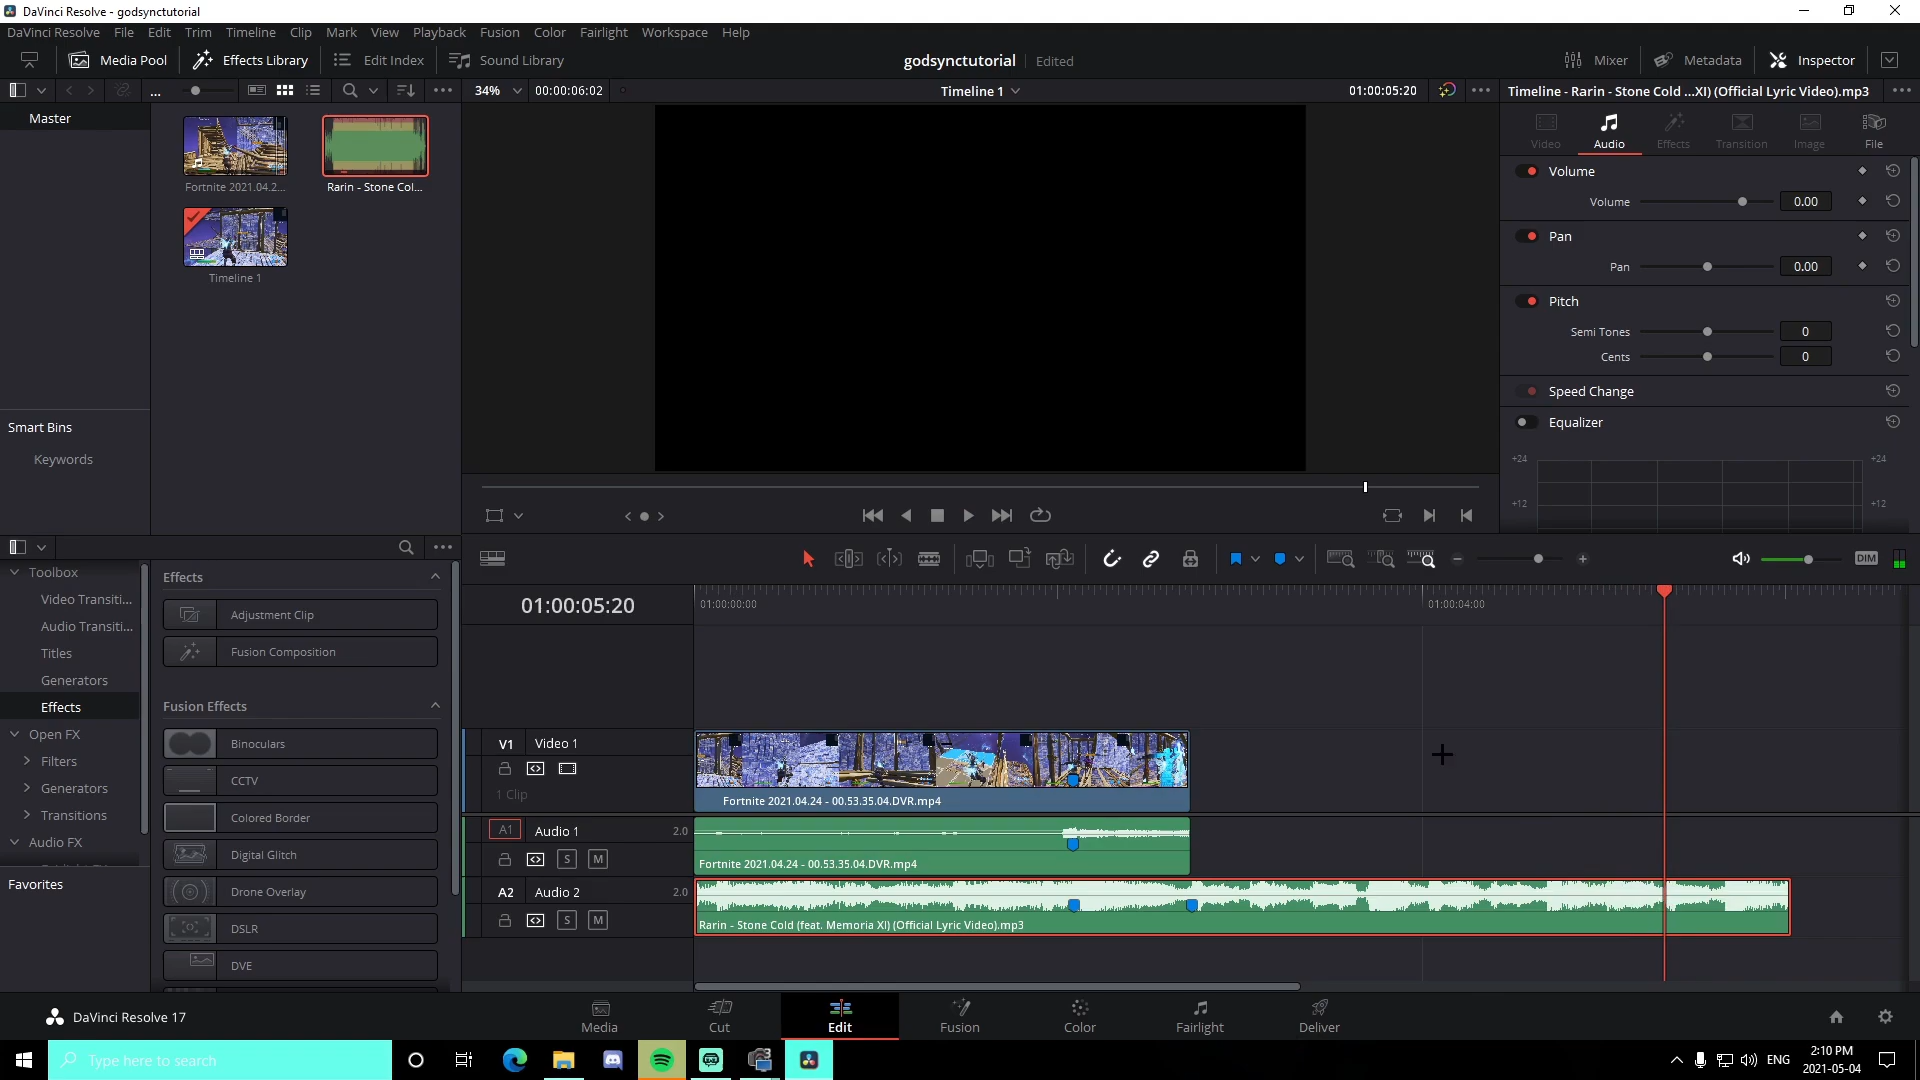 DaVinci Resolve - godsynctutorial
DaVinci Resolve File Edit Trim Timeline Clip Mark View Playback Fusion Color Fairlight Workspace Help
Media Pool Effects Library Edit Index Sound Library godsynctutorial Edited Mixer Metadata Inspector
... 34% 00:00:06:02 Timeline 1 01:00:05:20 Timeline - Rarin - Stone Cold ...XI) (Official Lyric Video).mp3
Master
Fortnite 2021.04.2...
Rarin - Stone Col...
Timeline 1
Smart Bins
Keywords
Video Audio Effects Transition Image File
Volume
Volume 0.00
Pan
Pan 0.00
Pitch
Semi Tones 0
Cents 0
Speed Change
Equalizer
+24 +24
+12 +12
Toolbox
Video Transiti...
Audio Transiti...
Titles
Generators
Effects
Open FX
Filters
Generators
Transitions
Audio FX
Favorites
Effects
Adjustment Clip
Fusion Composition
Fusion Effects
Binoculars
CCTV
Colored Border
Digital Glitch
Drone Overlay
DSLR
DVE
DIM
01:00:05:20 01:00:00:00 01:00:04:00
V1 Video 1
1 Clip
Fortnite 2021.04.24 - 00.53.35.04.DVR.mp4
A1 Audio 1 2.0
S M
Fortnite 2021.04.24 - 00.53.35.04.DVR.mp4
A2 Audio 2 2.0
S M
Rarin - Stone Cold (feat. Memoria XI) (Official Lyric Video).mp3
DaVinci Resolve 17
Media Cut Edit Fusion Color Fairlight Deliver
Type here to search
ENG
2:10 PM
2021-05-04